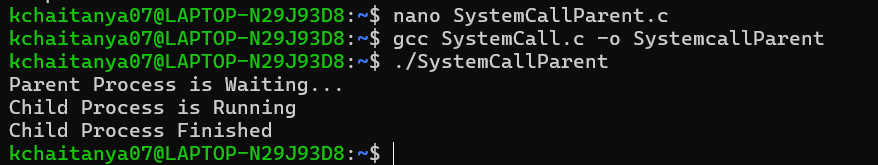 kchaitanya07@LAPTOP-N29J93D8:~$ nano SystemCallParent.c
kchaitanya07@LAPTOP-N29J93D8:~$ gcc SystemCall.c -o SystemcallParent
kchaitanya07@LAPTOP-N29J93D8:~$ ./SystemCallParent
Parent Process is Waiting...
Child Process is Running
Child Process Finished
kchaitanya07@LAPTOP-N29J93D8:~$